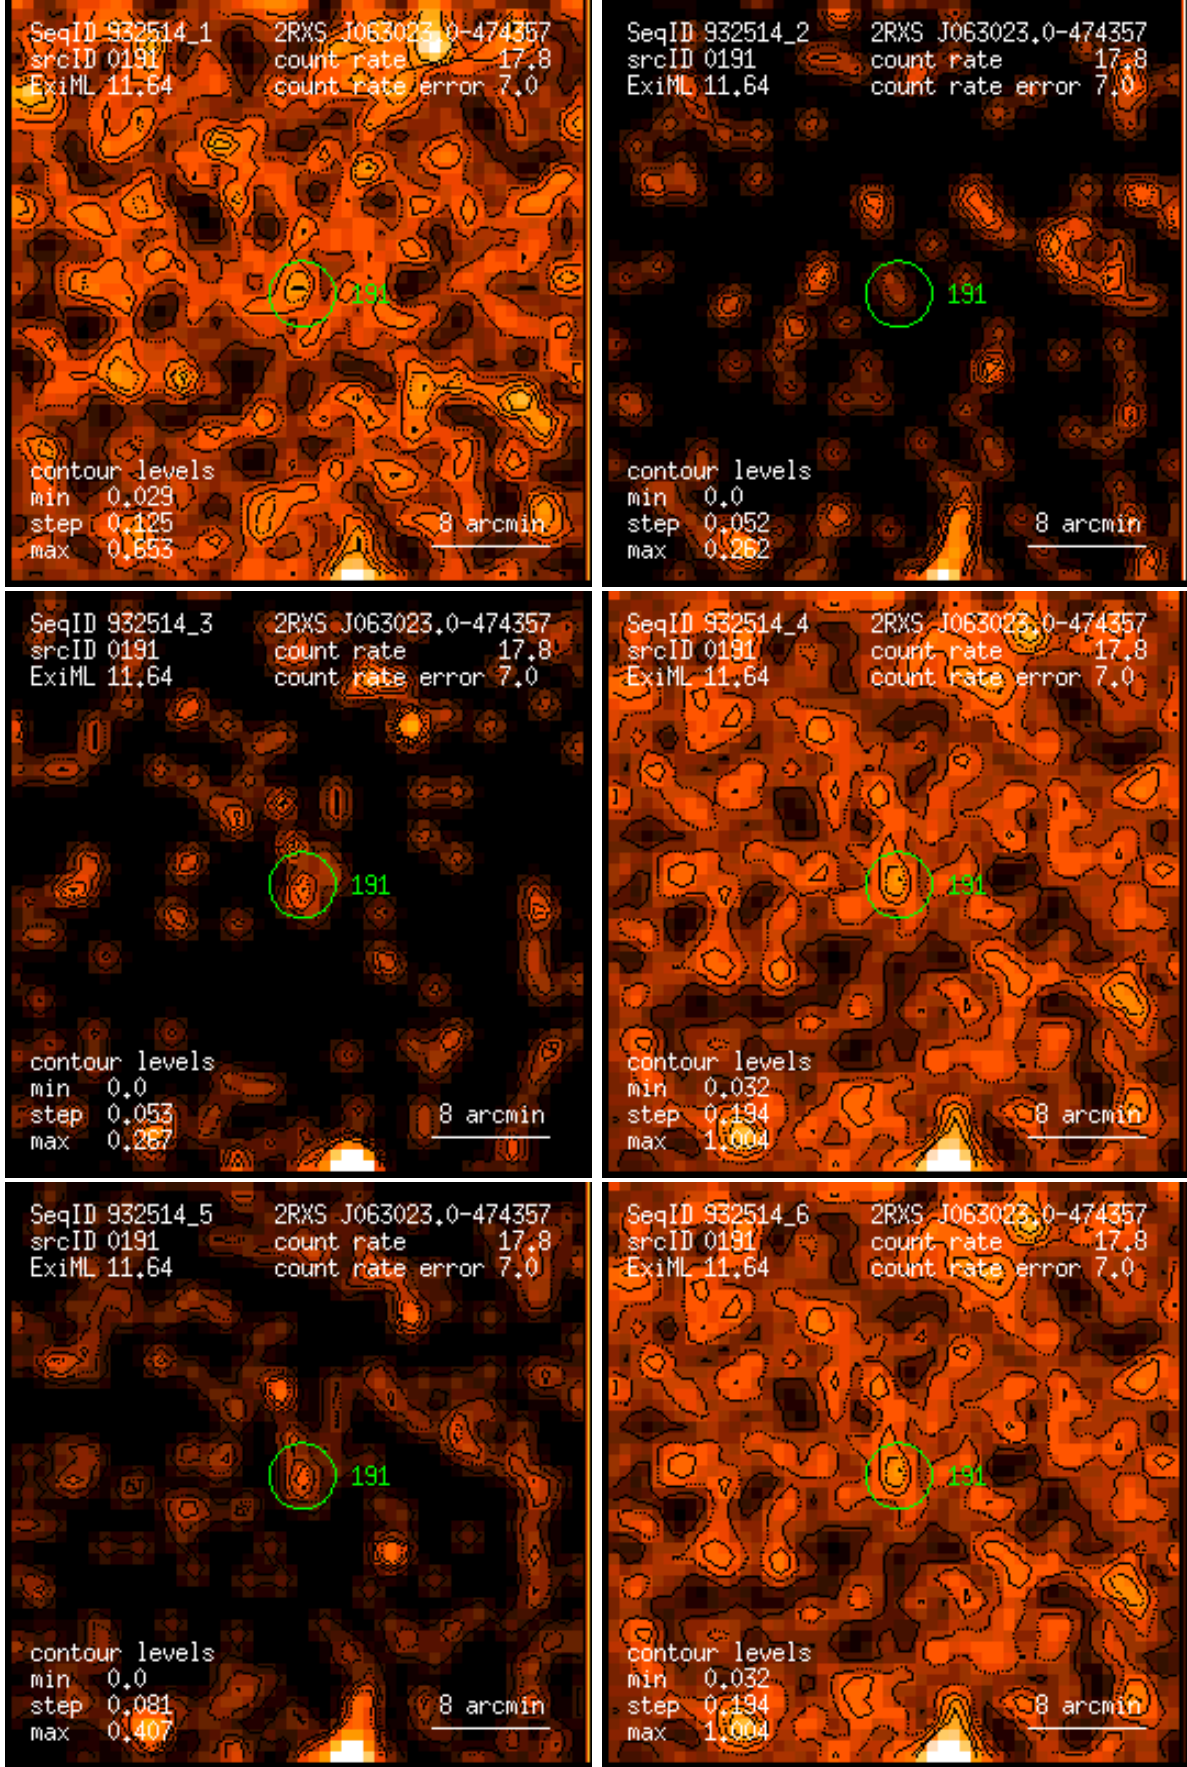 SeqID 932514_1 2RXS J063023.0-474357
srcID 0191 count rate 17.8
ExiML 11.64 count rate error 7.0
191
contour levels
min 0.029
step 0.125
max 0.653
8 arcmin
SeqID 932514_2 2RXS J063023.0-474357
srcID 0191 count rate 17.8
ExiML 11.64 count rate error 7.0
191
contour levels
min 0.0
step 0.052
max 0.262
8 arcmin
SeqID 932514_3 2RXS J063023.0-474357
srcID 0191 count rate 17.8
ExiML 11.64 count rate error 7.0
191
contour levels
min 0.0
step 0.053
max 0.267
8 arcmin
SeqID 932514_4 2RXS J063023.0-474357
srcID 0191 count rate 17.8
ExiML 11.64 count rate error 7.0
191
contour levels
min 0.032
step 0.194
max 1.004
8 arcmin
SeqID 932514_5 2RXS J063023.0-474357
srcID 0191 count rate 17.8
ExiML 11.64 count rate error 7.0
191
contour levels
min 0.0
step 0.081
max 0.407
8 arcmin
SeqID 932514_6 2RXS J063023.0-474357
srcID 0191 count rate 17.8
ExiML 11.64 count rate error 7.0
191
contour levels
min 0.032
step 0.194
max 1.004
8 arcmin